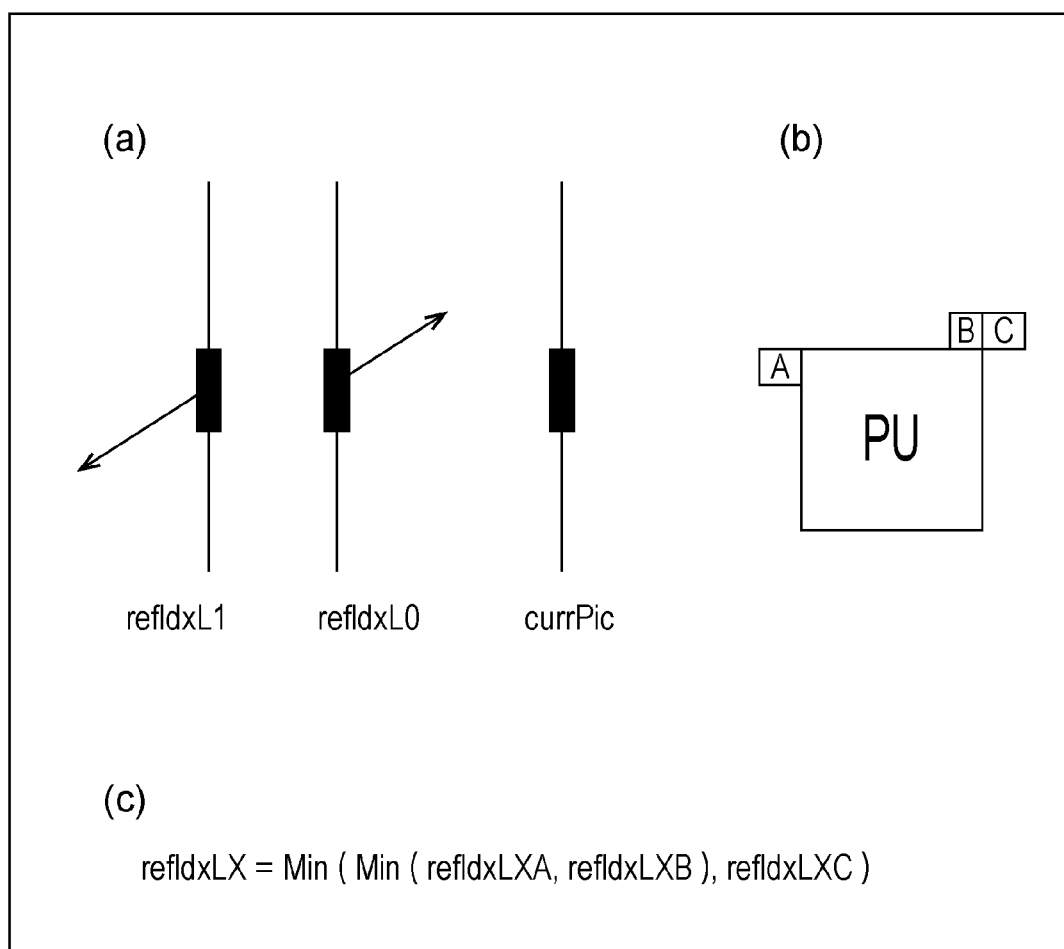 (a)
(b)
B C
A
PU
refIdxL1 refIdxL0 currPic
(c)
refIdxLX = Min ( Min ( refIdxLXA, refIdxLXB ), refIdxLXC )